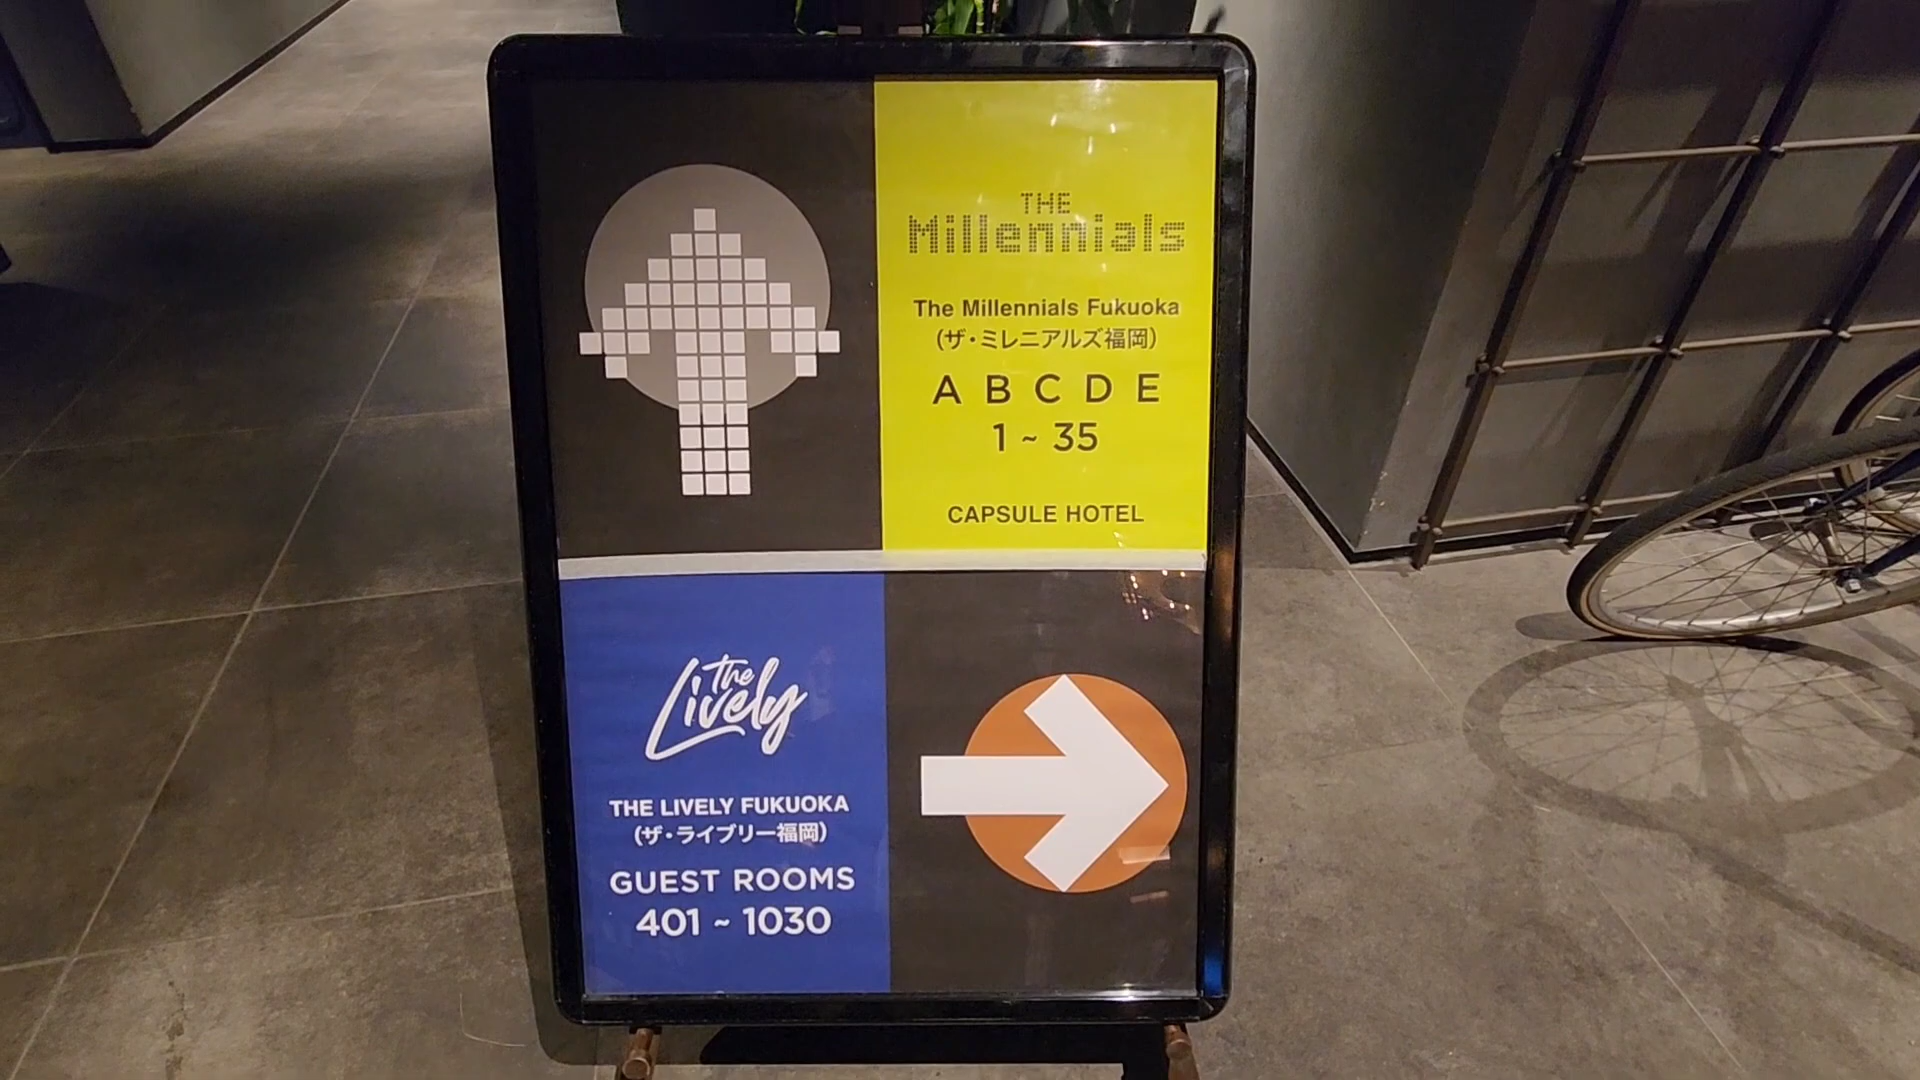 THE
Millennials
The Millennials Fukuoka
(ザ・ミレニアルズ福岡)
A B C D E
1 ~ 35
CAPSULE HOTEL
The
Lively
THE LIVELY FUKUOKA
(ザ・ライブリー福岡)
GUEST ROOMS
401 ~ 1030